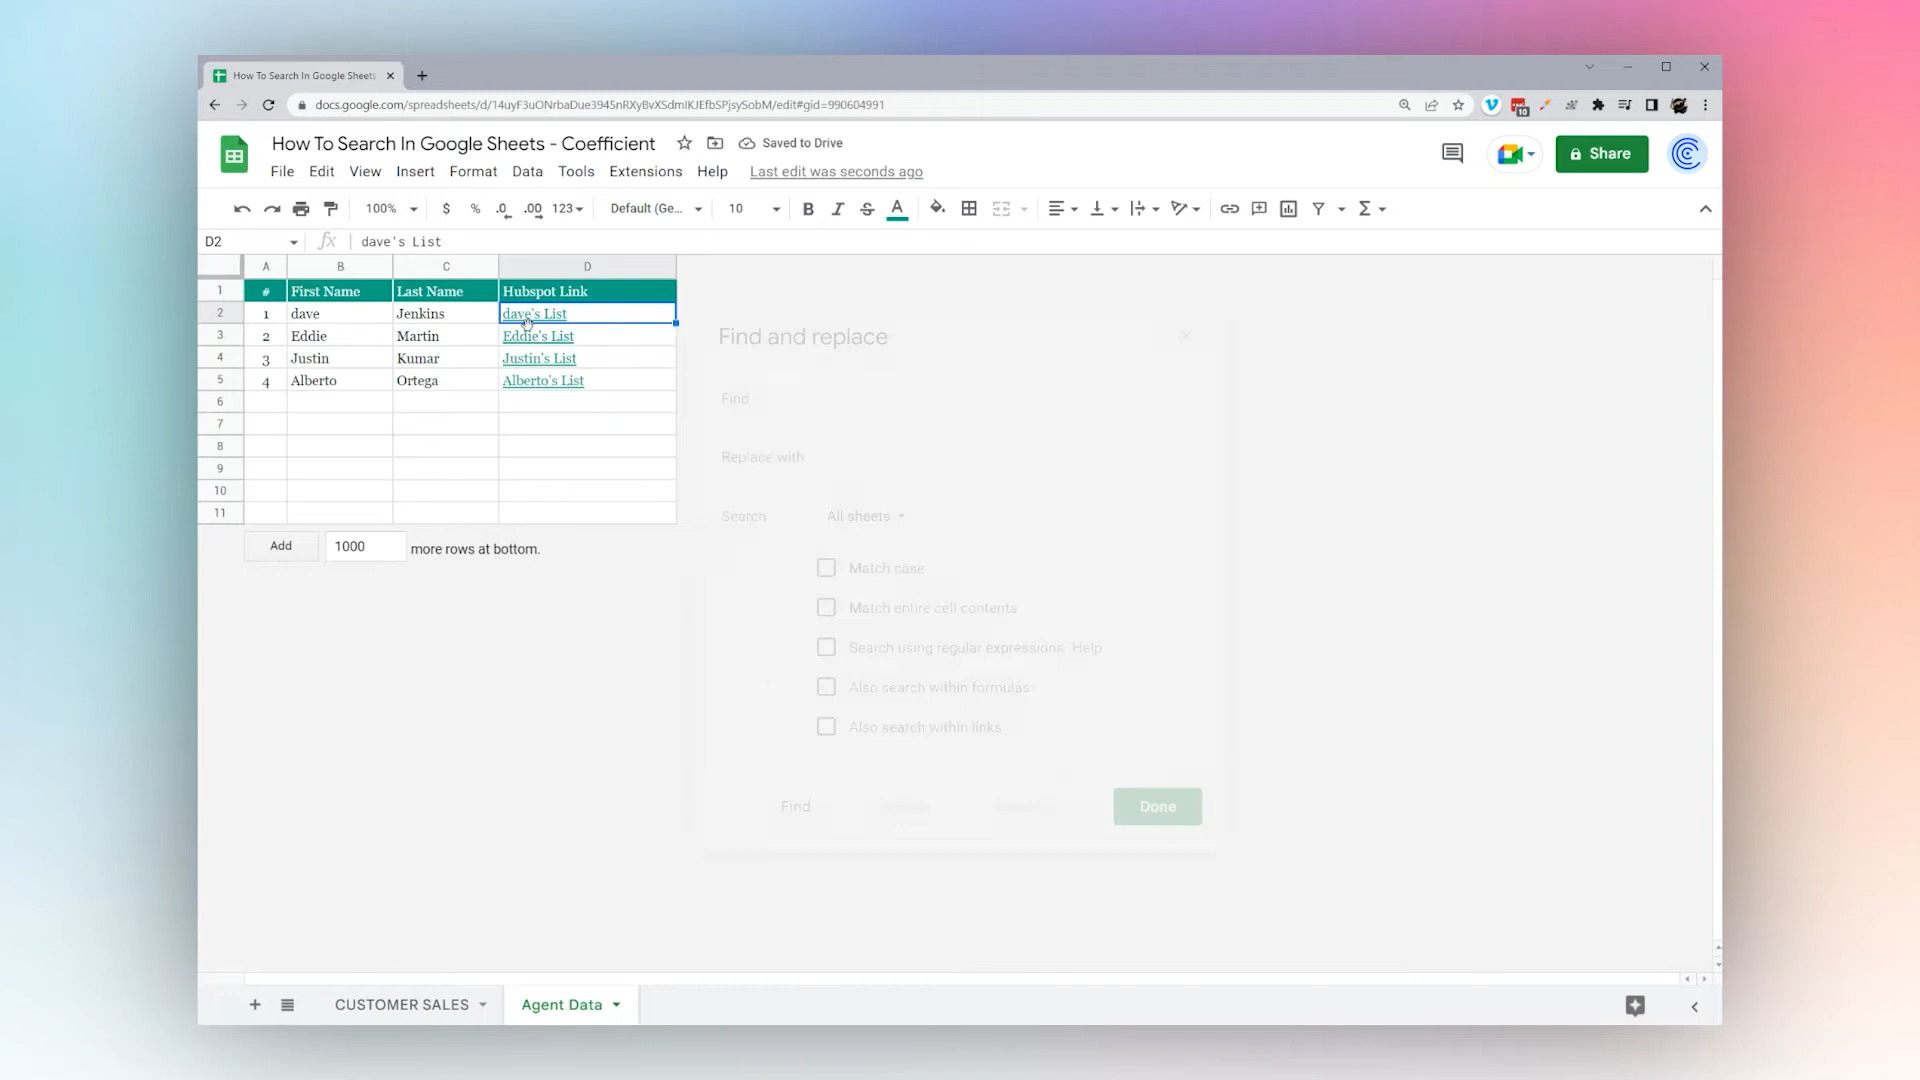 How To Search In Google Sheets
docs.google.com/spreadsheets/d/14uyF3uONrbaDue3945nRXyBvXSdmIKJEfbSPjsySobM/edit#gid=990604991
10
How To Search In Google Sheets - Coefficient
Saved to Drive
File Edit View Insert Format Data Tools Extensions Help Last edit was seconds ago
Share
100% $ % .0 .00 123 Default (Ge... 10 B I S A
D2 fx dave's List
A B C D
1 # First Name Last Name Hubspot Link
2 1 dave Jenkins dave's List
3 2 Eddie Martin Eddie's List
4 3 Justin Kumar Justin's List
5 4 Alberto Ortega Alberto's List
6
7
8
9
10
11
Add 1000 more rows at bottom.
Find and replace
Find
Replace with
Search All sheets
Match case
Match entire cell contents
Search using regular expressions Help
Also search within formulas
Also search within links
Find Done
CUSTOMER SALES Agent Data